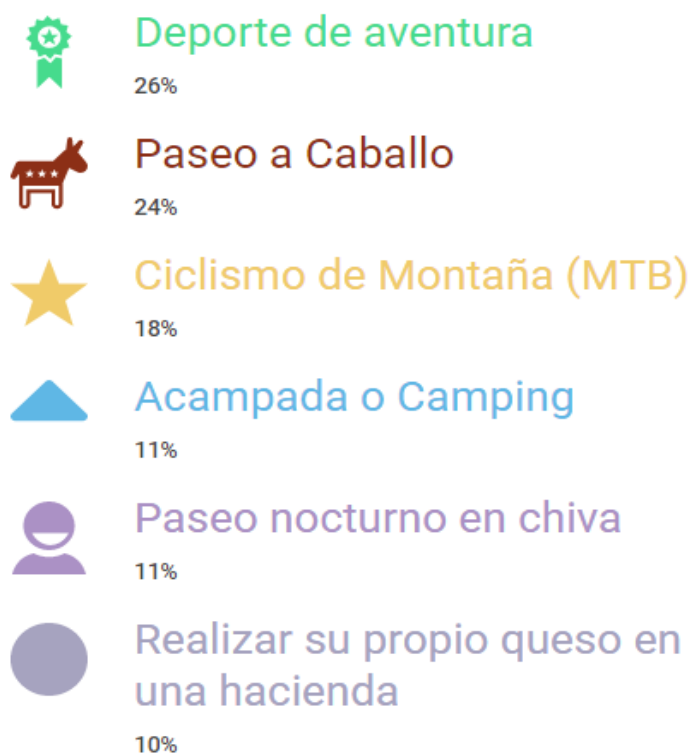 Deporte de aventura
26%
Paseo a Caballo
24%
Ciclismo de Montaña (MTB)
18%
Acampada o Camping
11%
Paseo nocturno en chiva
11%
Realizar su propio queso en
una hacienda
10%